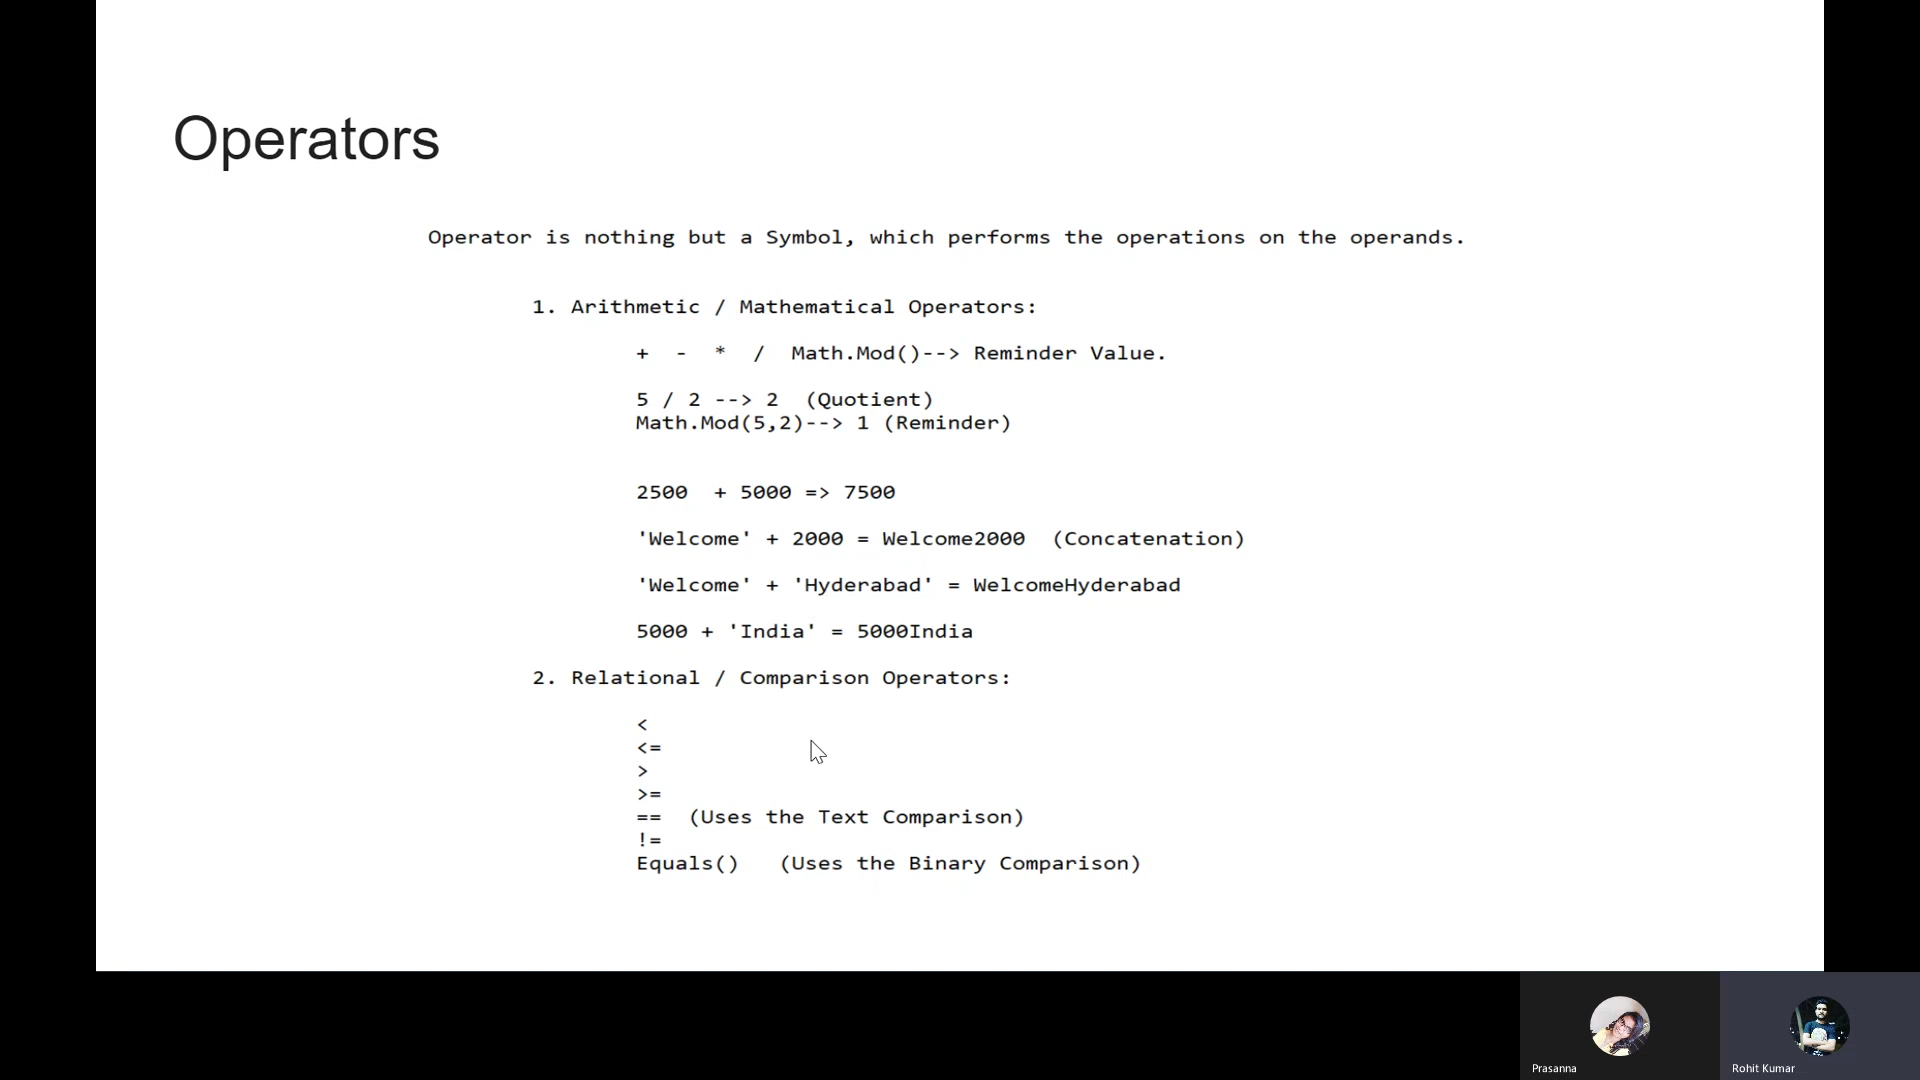 Operators
Operator is nothing but a Symbol, which performs the operations on the operands.
1. Arithmetic / Mathematical Operators:
+ - * / Math.Mod()--> Reminder Value.
5 / 2 --> 2 (Quotient)
Math.Mod(5,2)--> 1 (Reminder)
2500 + 5000 => 7500
'Welcome' + 2000 = Welcome2000 (Concatenation)
'Welcome' + 'Hyderabad' = WelcomeHyderabad
5000 + 'India' = 5000India
2. Relational / Comparison Operators:
<
<=
>
>=
== (Uses the Text Comparison)
!=
Equals() (Uses the Binary Comparison)
Prasanna
Rohit Kumar